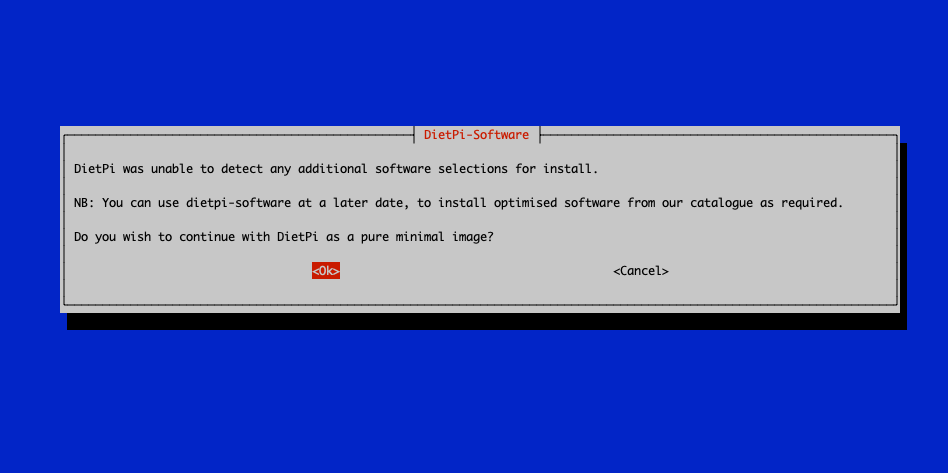 DietPi-Software
DietPi was unable to detect any additional software selections for install.
NB: You can use dietpi-software at a later date, to install optimised software from our catalogue as required.
Do you wish to continue with DietPi as a pure minimal image?
<Ok> <Cancel>